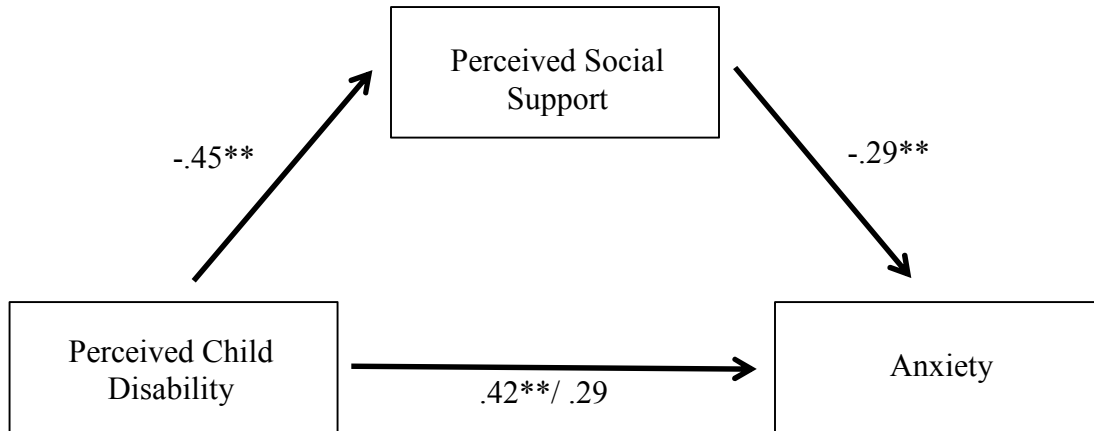 Perceived Social
Support
-.45**
-.29**
Perceived Child
Disability
.42**/ .29
Anxiety